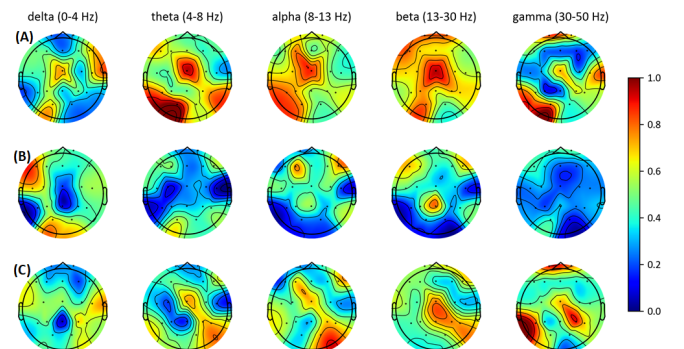 delta (0-4 Hz) theta (4-8 Hz) alpha (8-13 Hz) beta (13-30 Hz) gamma (30-50 Hz)
(A)
(B)
(C)
1.0
0.8
0.6
0.4
0.2
0.0